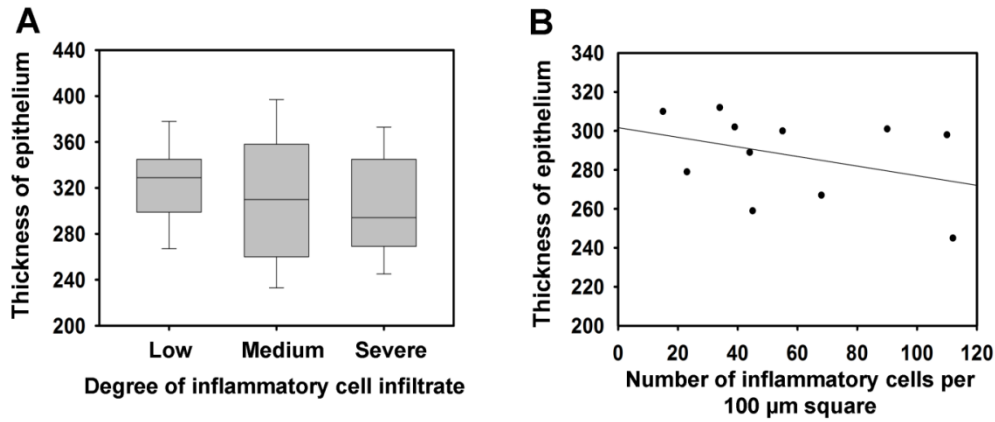 A
Thickness of epithelium
440
400
360
320
280
240
200
Low Medium Severe
Degree of inflammatory cell infiltrate
B
Thickness of epithelium
340
320
300
280
260
240
220
200
0 20 40 60 80 100 120
Number of inflammatory cells per
100 µm square